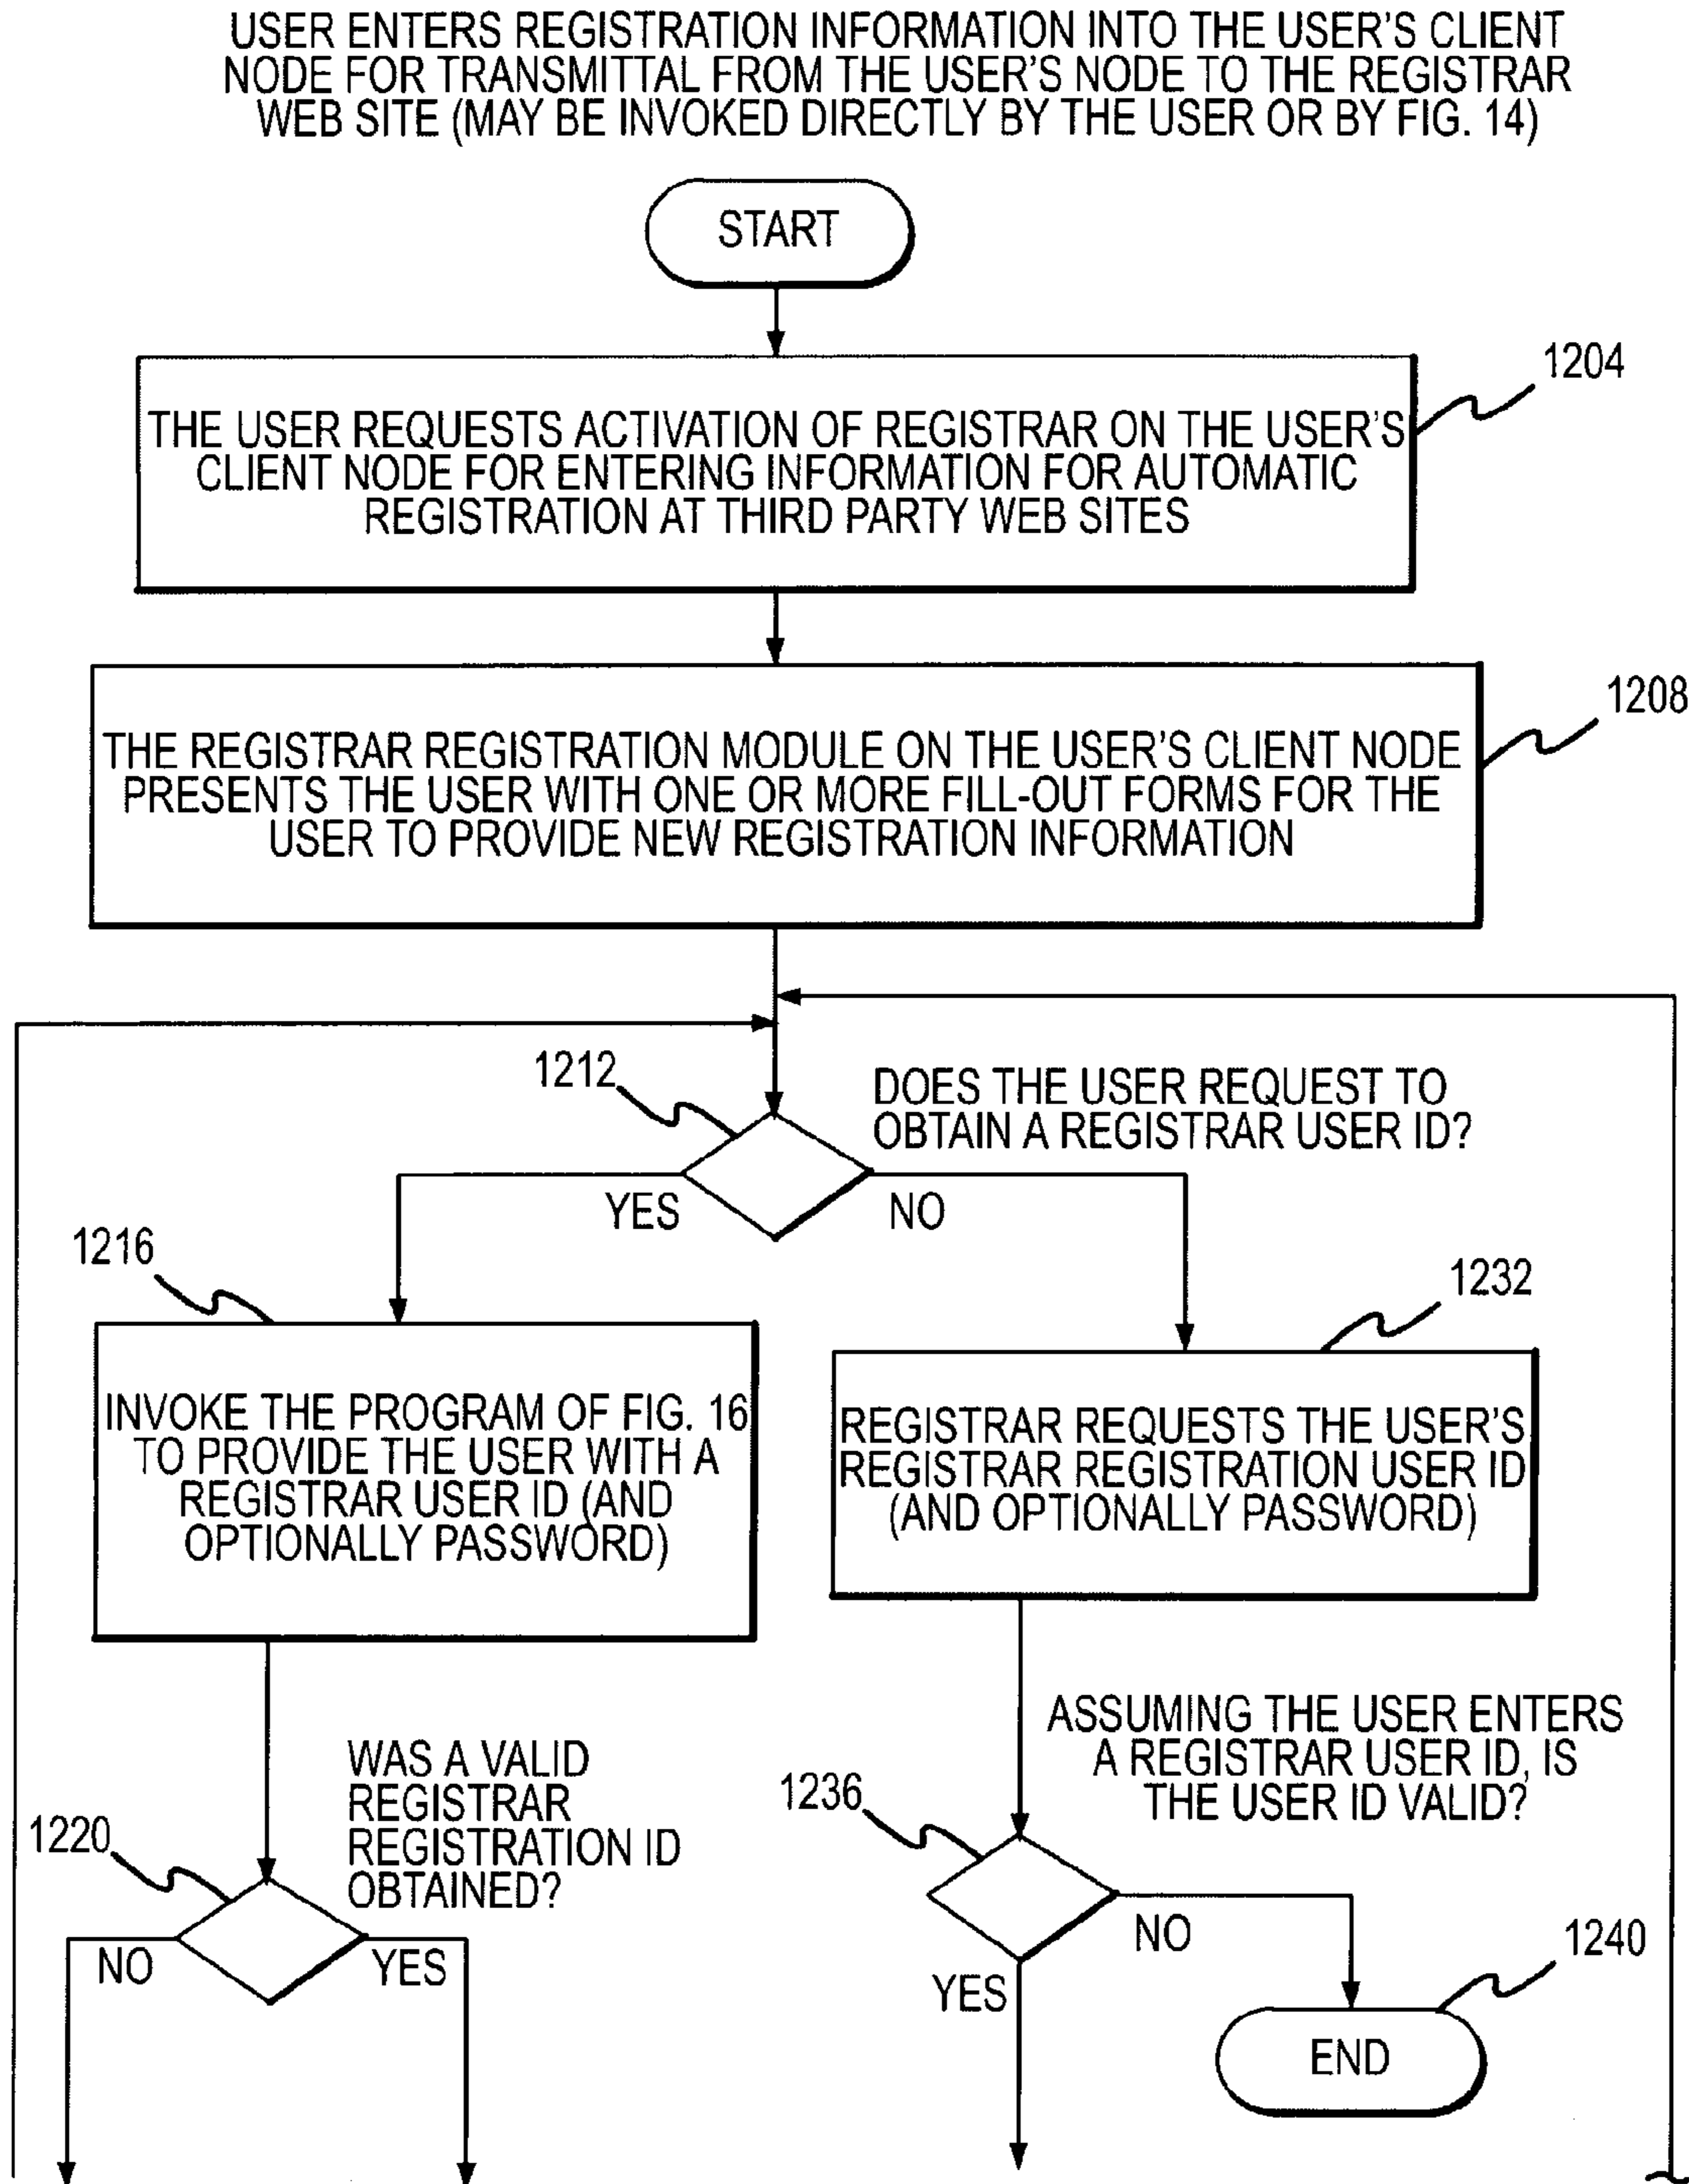 USER ENTERS REGISTRATION INFORMATION INTO THE USER'S CLIENT
NODE FOR TRANSMITTAL FROM THE USER'S NODE TO THE REGISTRAR
WEB SITE (MAY BE INVOKED DIRECTLY BY THE USER OR BY FIG. 14)
START
1204
THE USER REQUESTS ACTIVATION OF REGISTRAR ON THE USER'S
CLIENT NODE FOR ENTERING INFORMATION FOR AUTOMATIC
REGISTRATION AT THIRD PARTY WEB SITES
1208
THE REGISTRAR REGISTRATION MODULE ON THE USER'S CLIENT NODE
PRESENTS THE USER WITH ONE OR MORE FILL-OUT FORMS FOR THE
USER TO PROVIDE NEW REGISTRATION INFORMATION
1212
DOES THE USER REQUEST TO
OBTAIN A REGISTRAR USER ID?
YES
NO
1216
INVOKE THE PROGRAM OF FIG. 16
TO PROVIDE THE USER WITH A
REGISTRAR USER ID (AND
OPTIONALLY PASSWORD)
1232
REGISTRAR REQUESTS THE USER'S
REGISTRAR REGISTRATION USER ID
(AND OPTIONALLY PASSWORD)
1220
WAS A VALID
REGISTRAR
REGISTRATION ID
OBTAINED?
NO
YES
1236
ASSUMING THE USER ENTERS
A REGISTRAR USER ID, IS
THE USER ID VALID?
NO
YES
1240
END